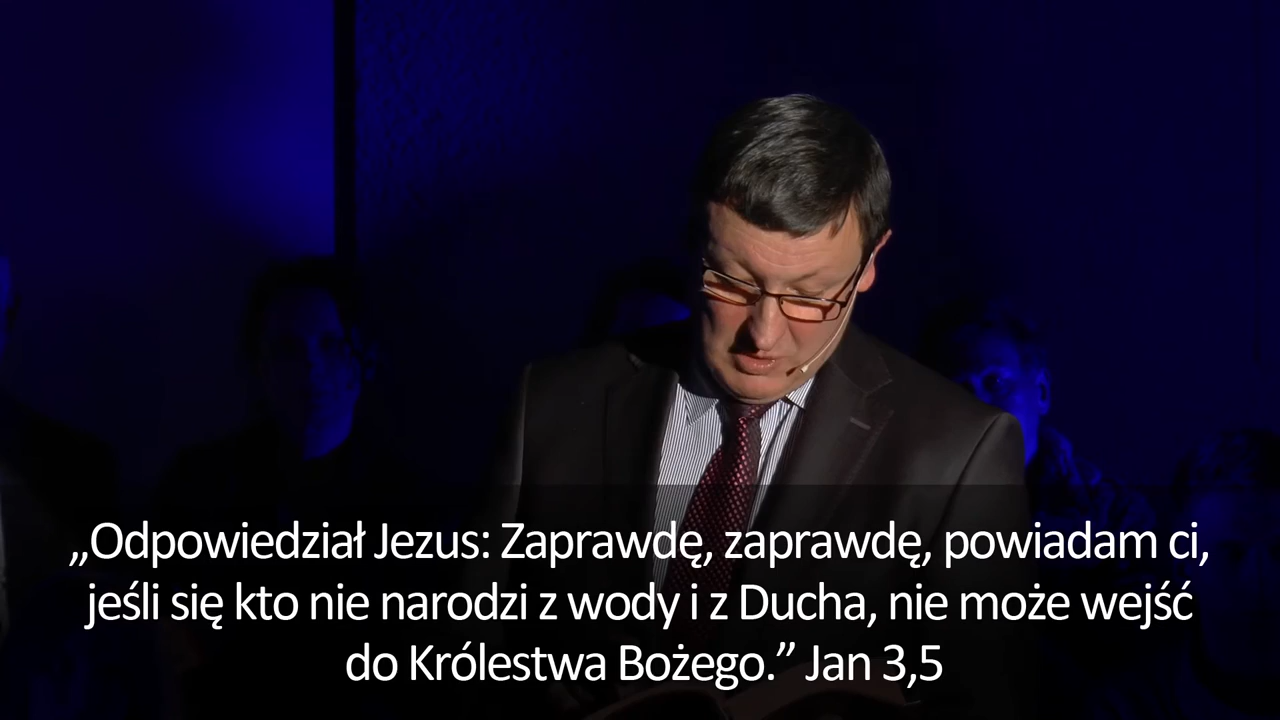 „Odpowiedział Jezus: Zaprawdę, zaprawdę, powiadam ci,
jeśli się kto nie narodzi z wody i z Ducha, nie może wejść
do Królestwa Bożego.” Jan 3,5